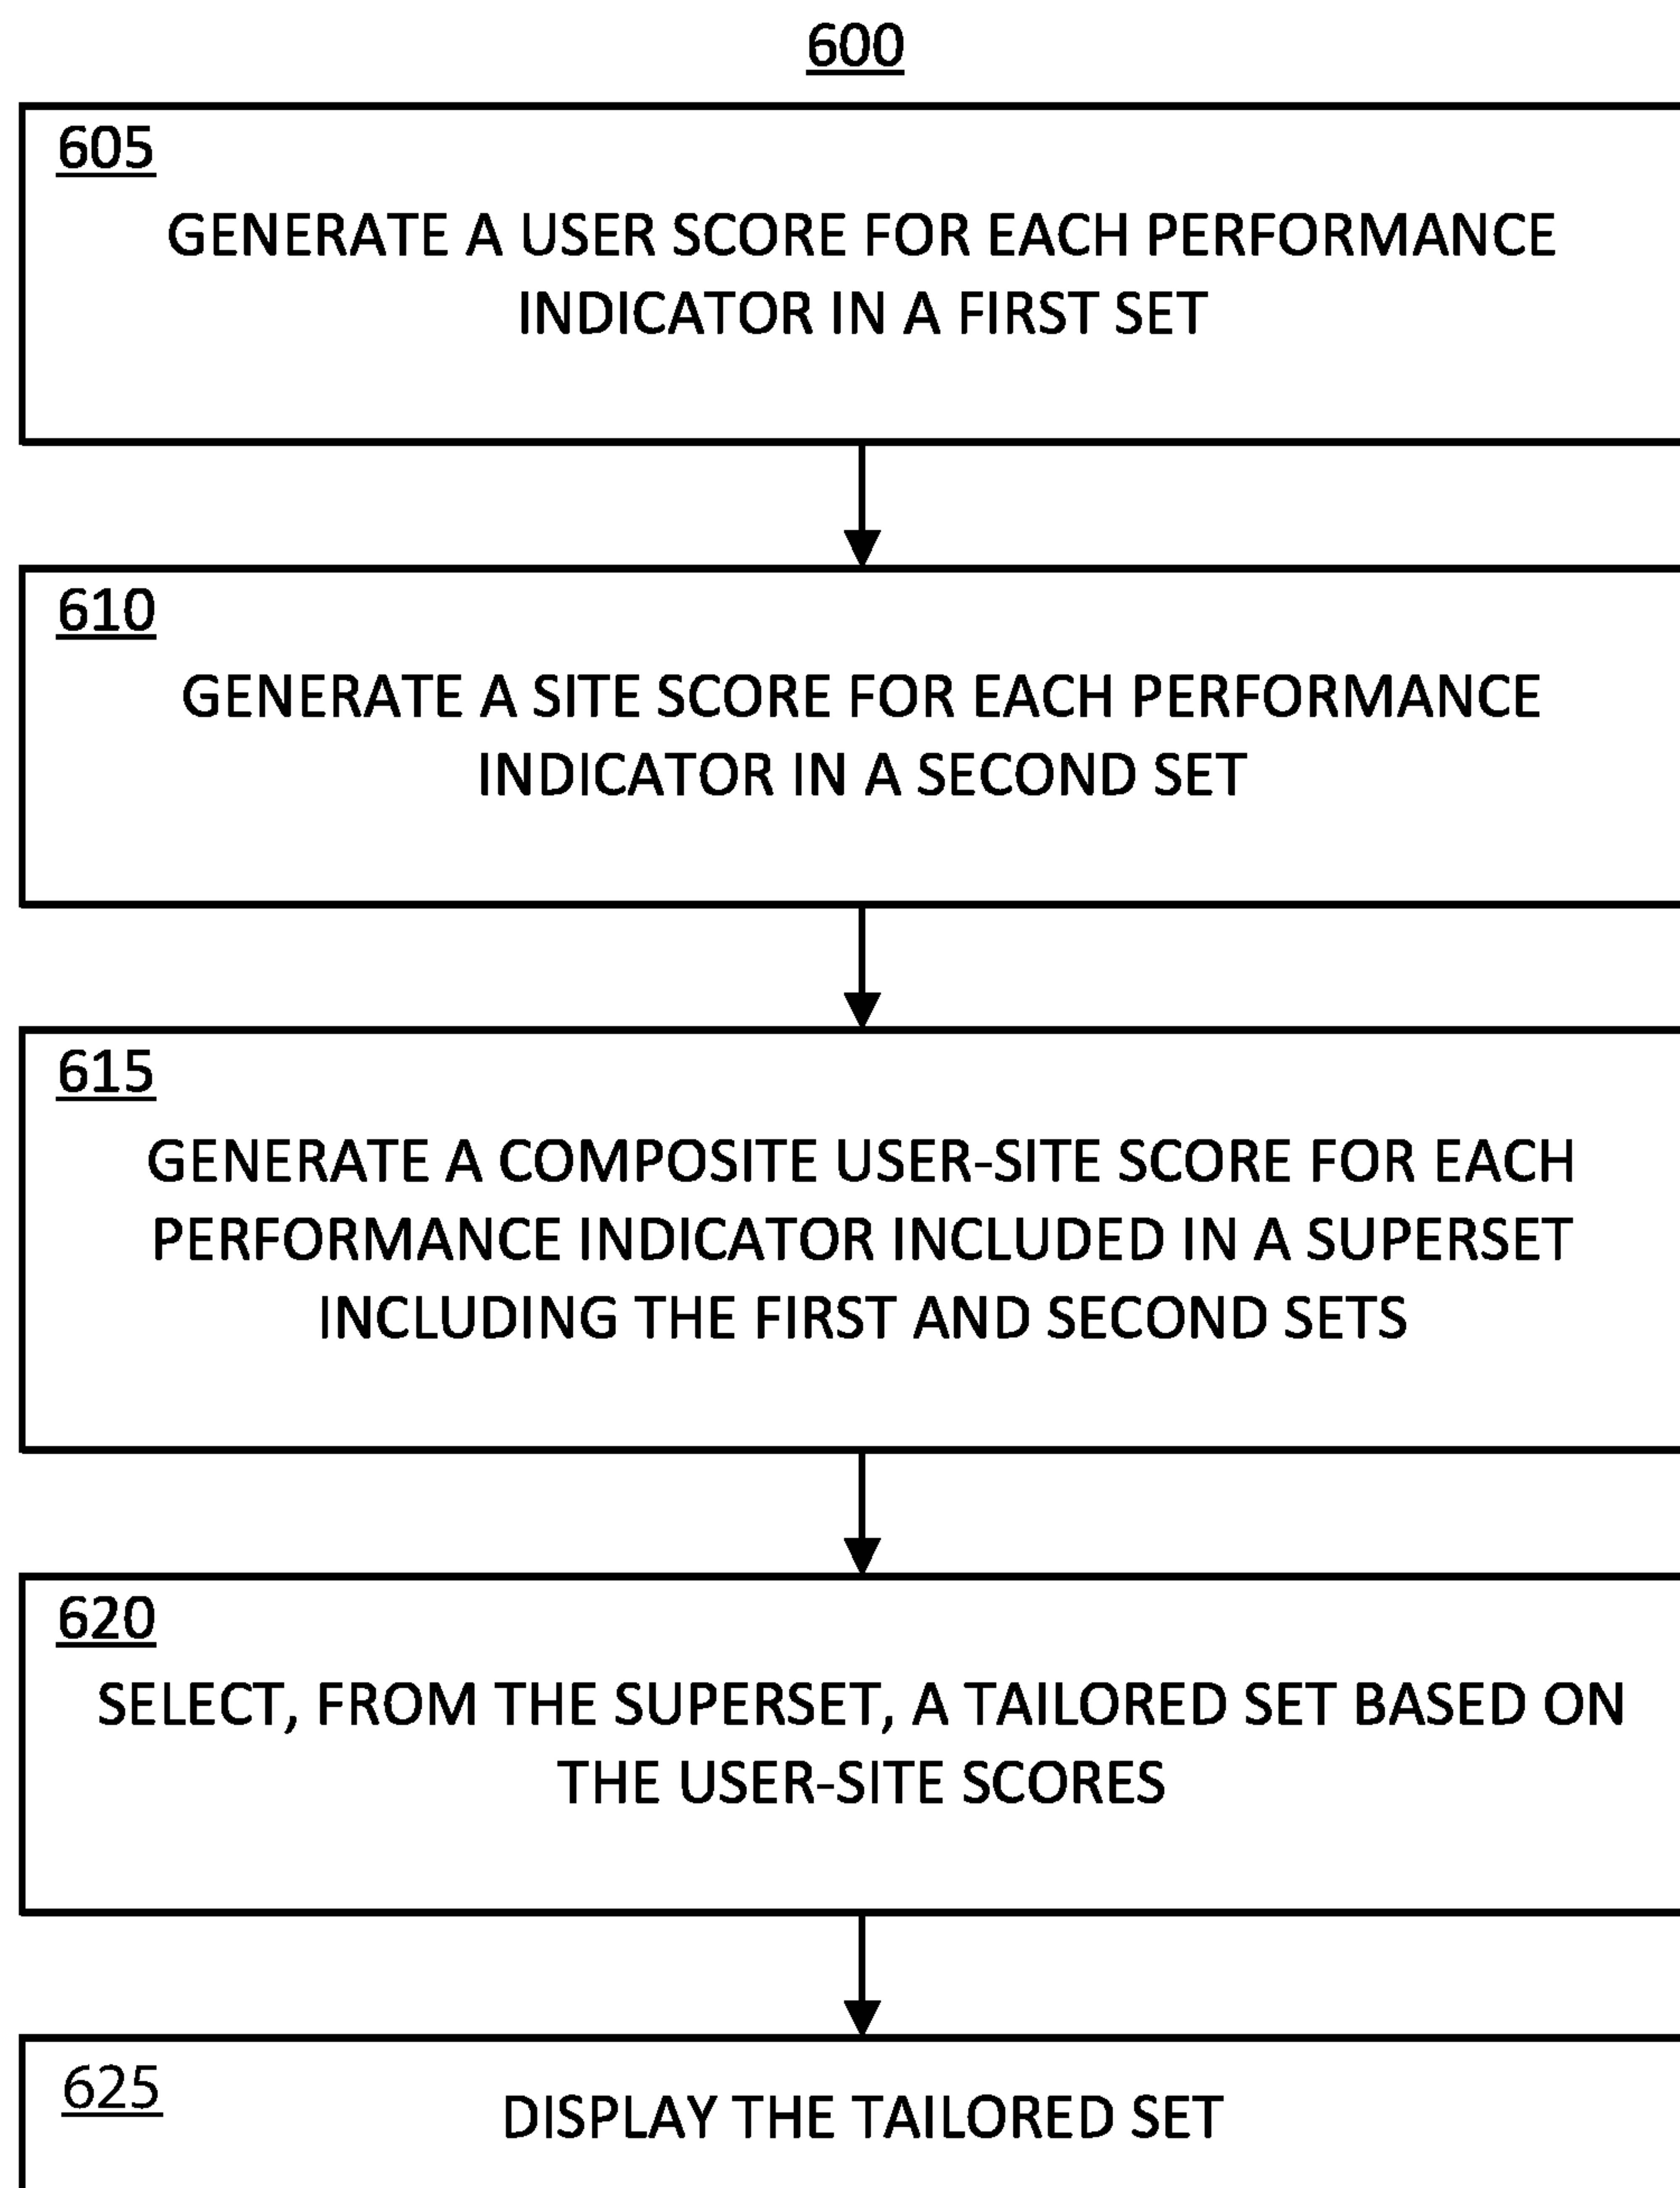 600
605
GENERATE A USER SCORE FOR EACH PERFORMANCE
INDICATOR IN A FIRST SET
610
GENERATE A SITE SCORE FOR EACH PERFORMANCE
INDICATOR IN A SECOND SET
615
GENERATE A COMPOSITE USER-SITE SCORE FOR EACH
PERFORMANCE INDICATOR INCLUDED IN A SUPERSET
INCLUDING THE FIRST AND SECOND SETS
620
SELECT, FROM THE SUPERSET, A TAILORED SET BASED ON
THE USER-SITE SCORES
625
DISPLAY THE TAILORED SET